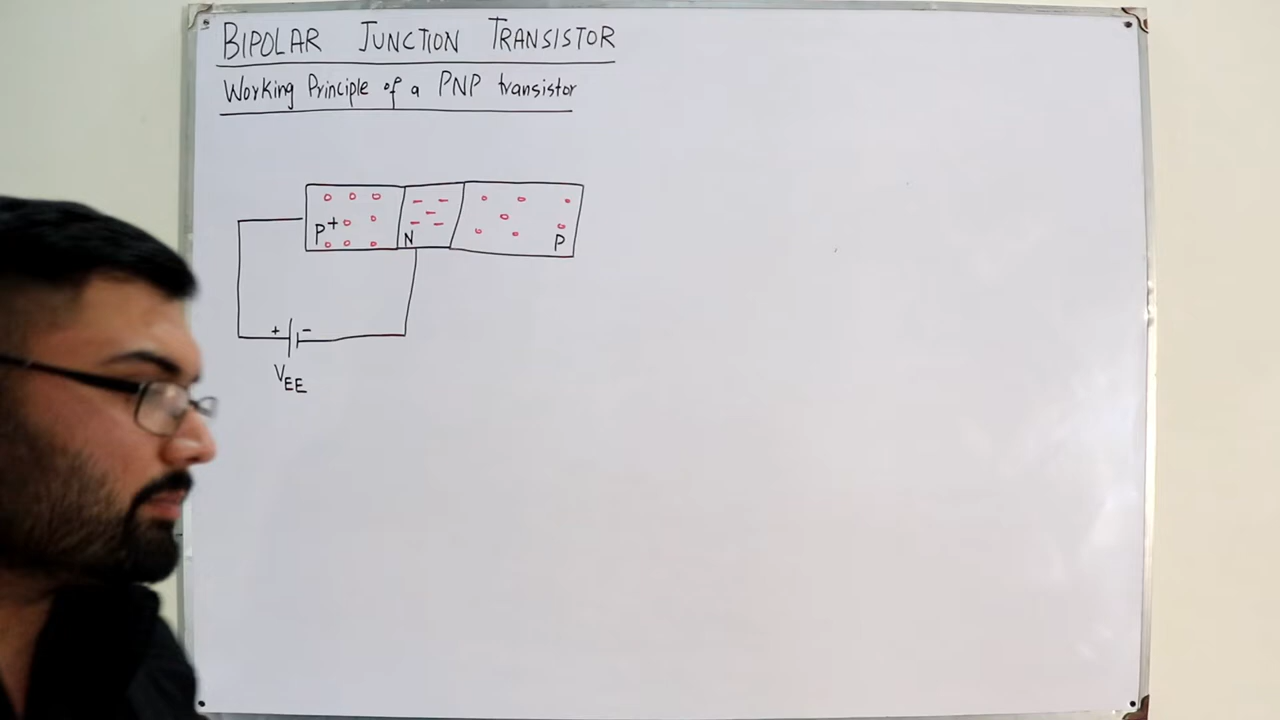 BIPOLAR JUNCTION TRANSISTOR
Working Principle of a PNP transistor
P+ N P
+ -
VEE